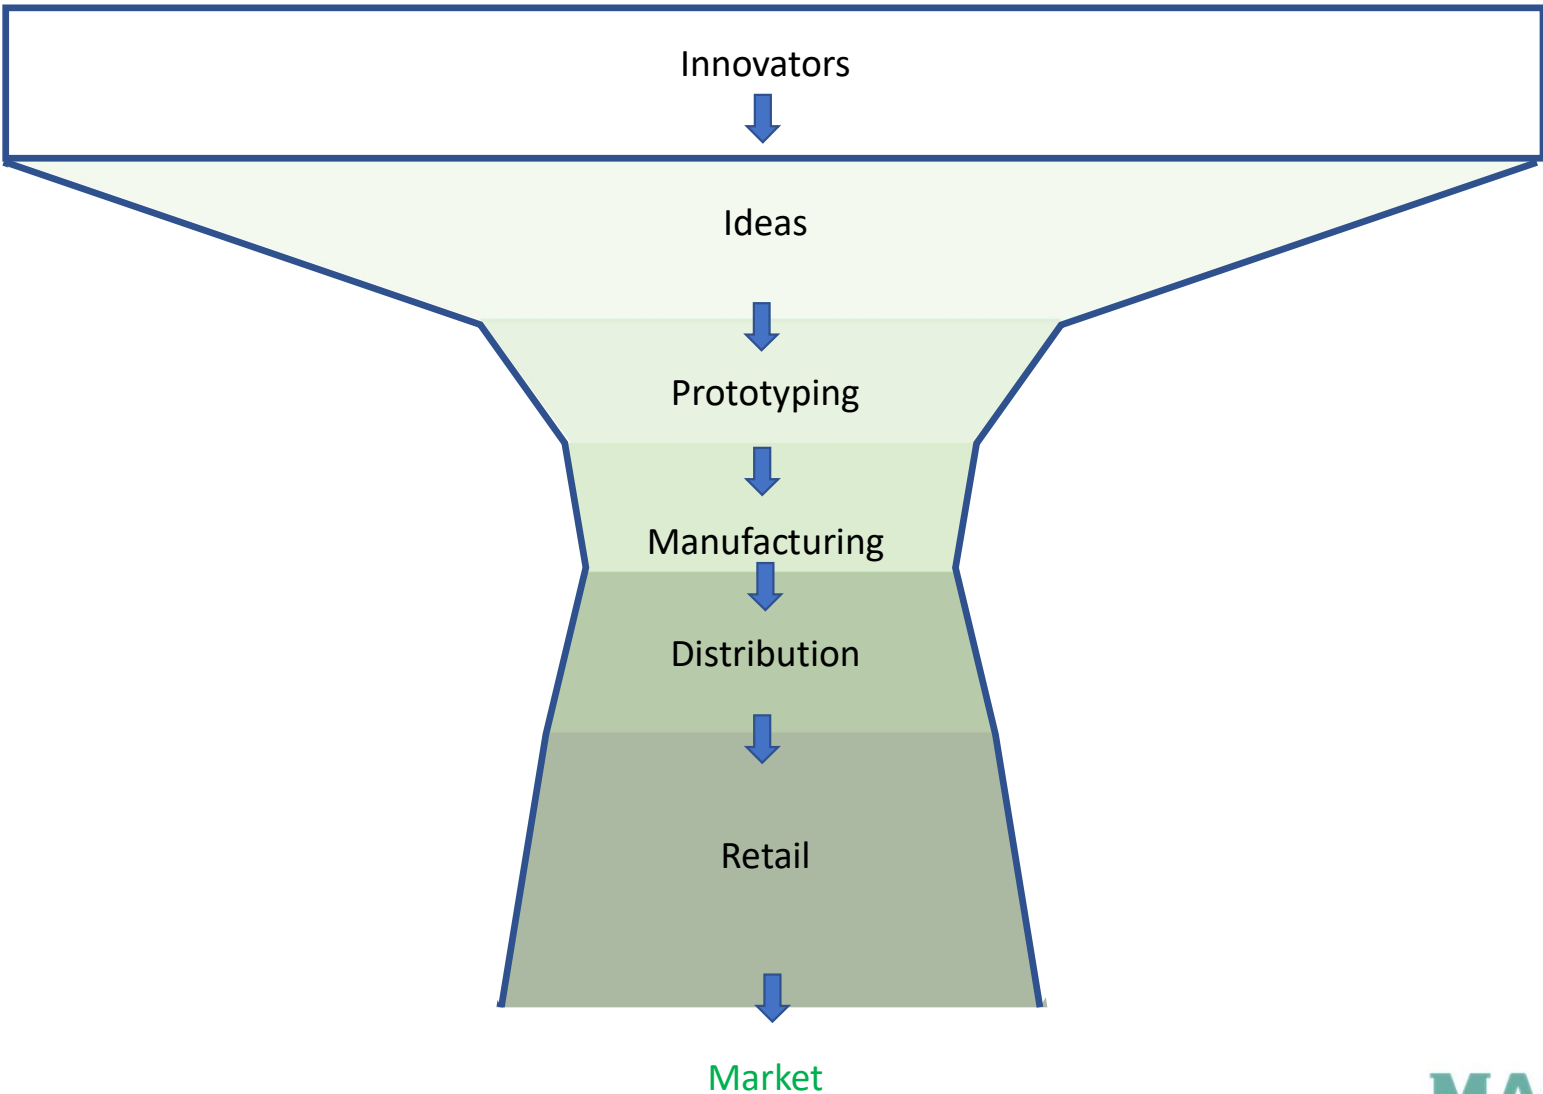 Innovators
Ideas
Prototyping
Manufacturing
Distribution
Retail
Market